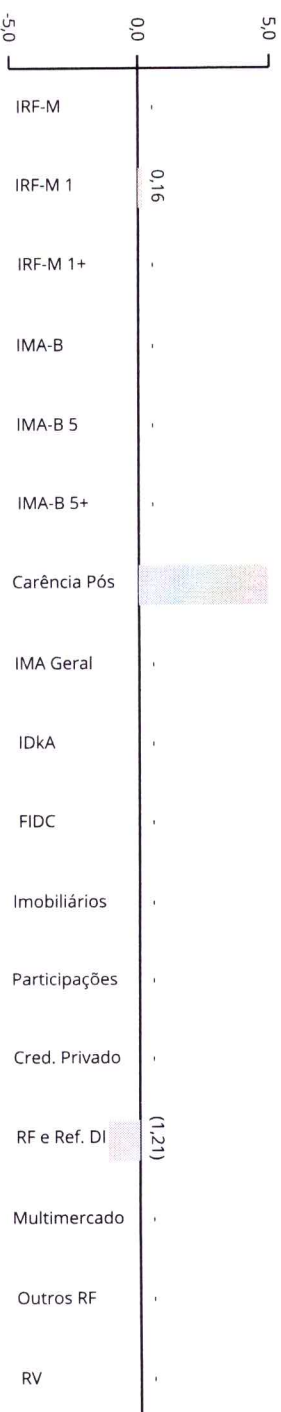 -5,0
0,0
5,0
IRF-M
-
IRF-M 1
0,16
IRF-M 1+
-
IMA-B
-
IMA-B 5
-
IMA-B 5+
-
Carência Pós
IMA Geral
-
IDkA
-
FIDC
-
Imobiliários
-
Participações
-
Cred. Privado
-
RF e Ref. DI
(1,21)
Multimercado
-
Outros RF
-
RV
-